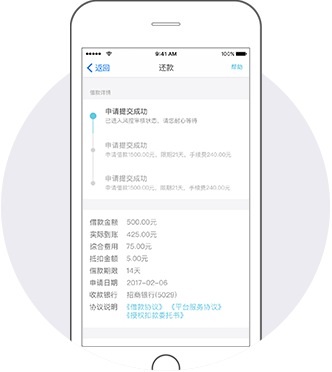 9:41 AM 100%
返回 还款 帮助
借款详情
申请提交成功
已进入风控审核状态，请您耐心等待
申请提交成功
申请借款1500.00元，期限21天，手续费240.00元
申请提交成功
申请借款1500.00元，期限21天，手续费240.00元
借款金额 500.00元
实际到账 425.00元
综合费用 75.00元
抵扣金额 5.00元
借款期限 14天
申请日期 2017-02-06
收款银行 招商银行(5029)
协议说明 《借款协议》 《平台服务协议》
《授权扣款委托书》